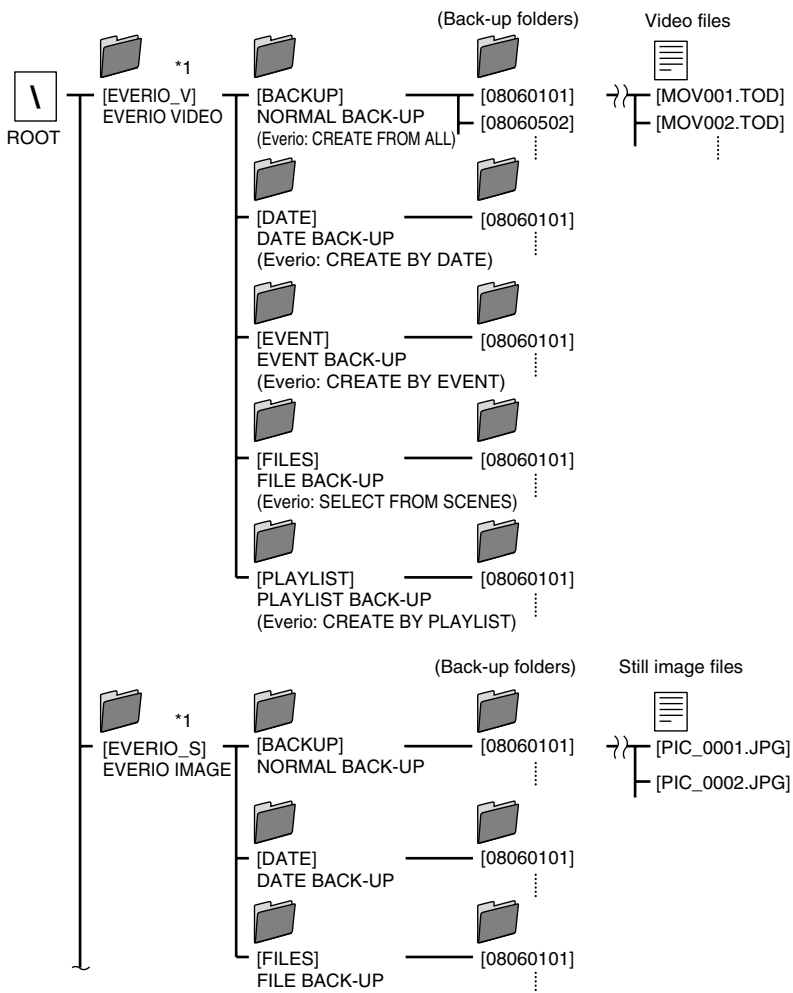 (Back-up folders) Video files
*1
\ [EVERIO_V] [BACKUP] [08060101] [MOV001.TOD]
ROOT EVERIO VIDEO NORMAL BACK-UP [08060502] [MOV002.TOD]
(Everio: CREATE FROM ALL)
[DATE] [08060101]
DATE BACK-UP
(Everio: CREATE BY DATE)
[EVENT] [08060101]
EVENT BACK-UP
(Everio: CREATE BY EVENT)
[FILES] [08060101]
FILE BACK-UP
(Everio: SELECT FROM SCENES)
[PLAYLIST] [08060101]
PLAYLIST BACK-UP
(Everio: CREATE BY PLAYLIST)
(Back-up folders) Still image files
*1
[EVERIO_S] [BACKUP] [08060101] [PIC_0001.JPG]
EVERIO IMAGE NORMAL BACK-UP [PIC_0002.JPG]
[DATE] [08060101]
DATE BACK-UP
[FILES] [08060101]
FILE BACK-UP